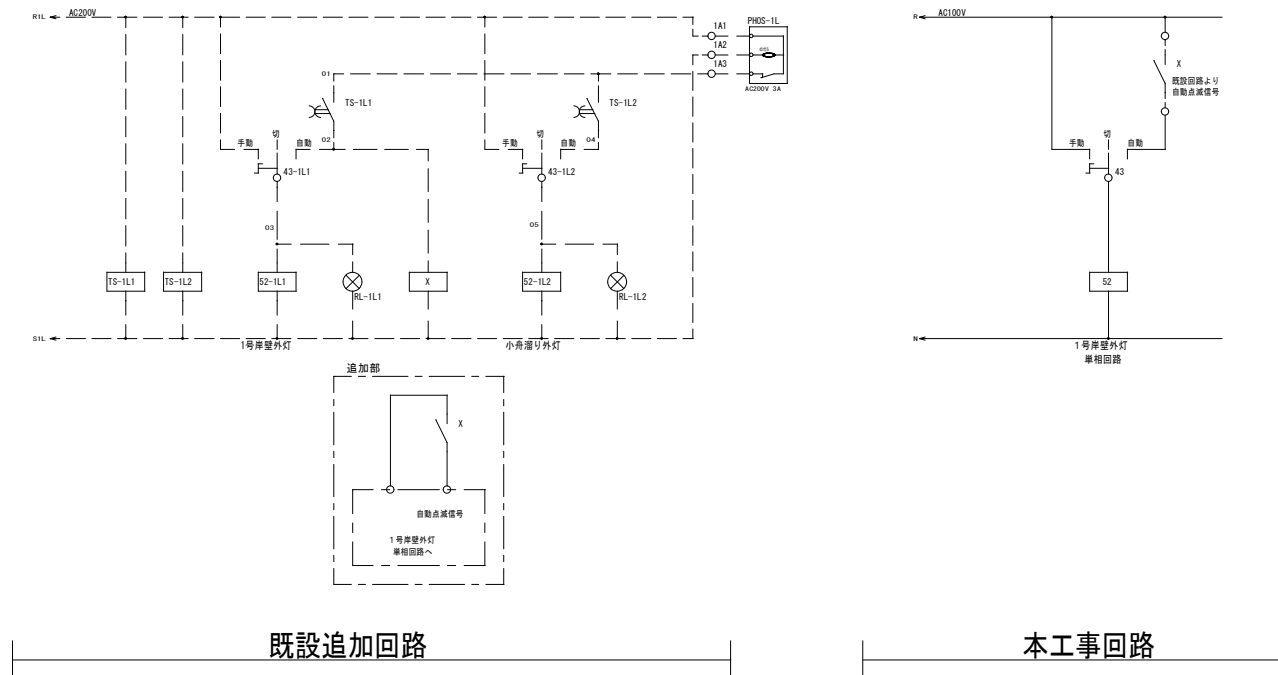 R1L
AC200V
1A1
PHOS-1L
1A2
1A3
AC200V 3A
01
TS-1L1
TS-1L2
02
04
手動
切
自動
手動
切
自動
43-1L1
43-1L2
03
05
TS-1L1
TS-1L2
52-1L1
RL-1L1
X
52-1L2
RL-1L2
S1L
1号岸壁外灯
小舟溜り外灯
追加部
X
自動点滅信号
1号岸壁外灯
単相回路へ
既設追加回路
R
AC100V
X
既設回路より
自動点滅信号
手動
切
自動
43
52
N
1号岸壁外灯
単相回路
本工事回路